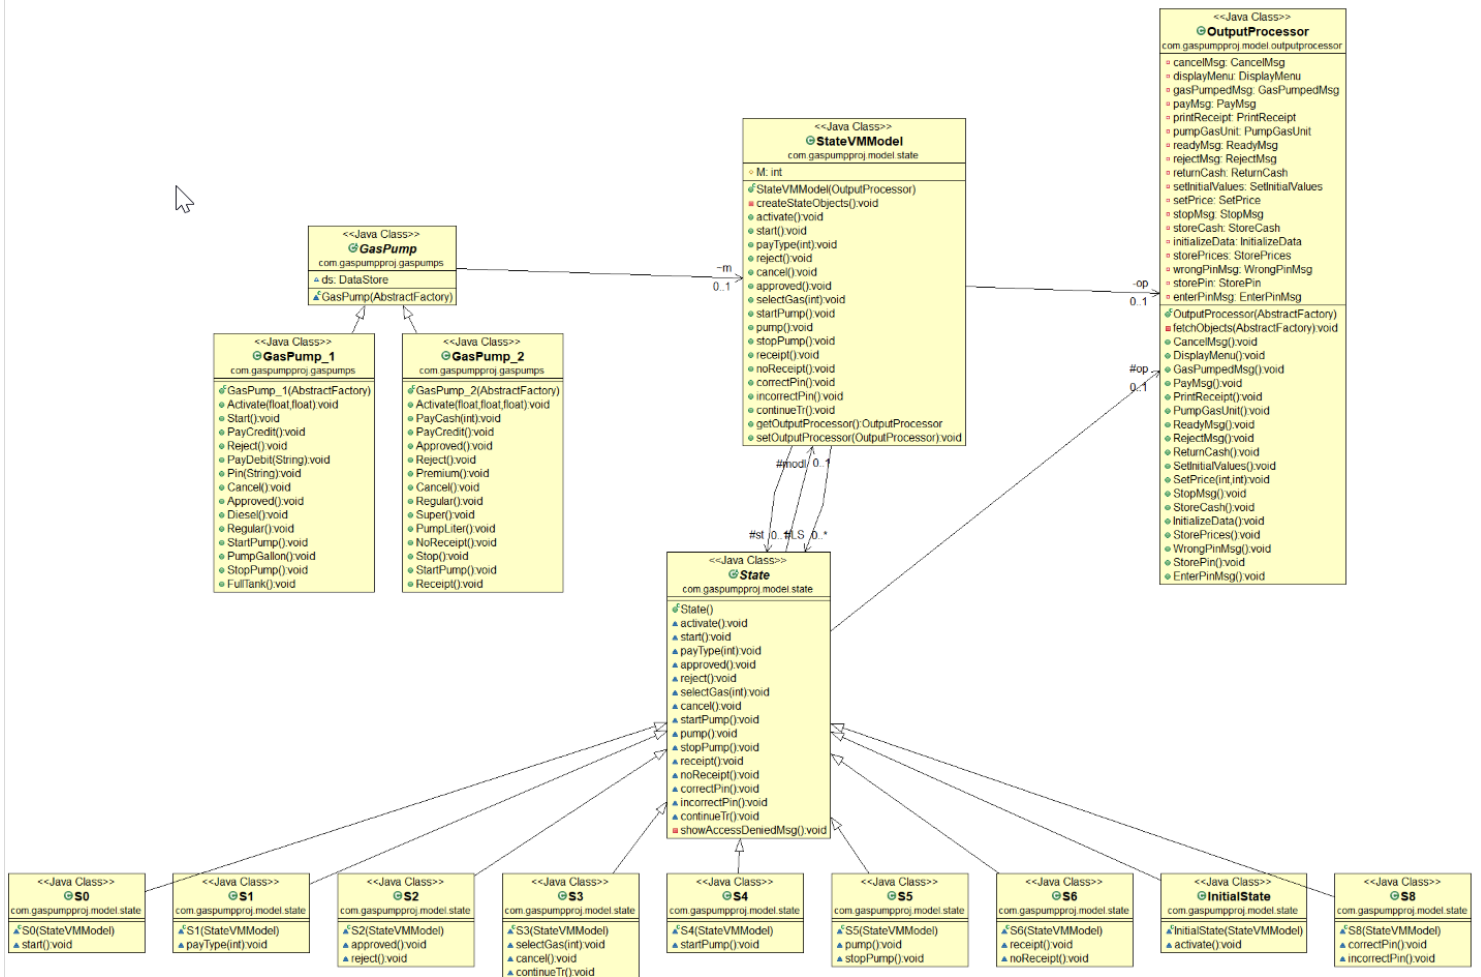 <<Java Class>>
OutputProcessor
com.gaspumpproj.model.outputprocessor
cancelMsg: CancelMsg
displayMenu: DisplayMenu
gasPumpedMsg: GasPumpedMsg
payMsg: PayMsg
printReceipt: PrintReceipt
pumpGasUnit: PumpGasUnit
readyMsg: ReadyMsg
rejectMsg: RejectMsg
returnCash: ReturnCash
setInitialValues: SetInitialValues
setPrice: SetPrice
stopMsg: StopMsg
storeCash: StoreCash
initializeData: InitializeData
storePrices: StorePrices
wrongPinMsg: WrongPinMsg
storePin: StorePin
enterPinMsg: EnterPinMsg
OutputProcessor(AbstractFactory)
fetchObjects(AbstractFactory):void
CancelMsg():void
DisplayMenu():void
GasPumpedMsg():void
PayMsg():void
PrintReceipt():void
PumpGasUnit():void
ReadyMsg():void
RejectMsg():void
ReturnCash():void
SetInitialValues():void
SetPrice(int,int):void
StopMsg():void
StoreCash():void
InitializeData():void
StorePrices():void
WrongPinMsg():void
StorePin():void
EnterPinMsg():void
<<Java Class>>
StateVMModel
com.gaspumpproj.model.state
M: int
StateVMModel(OutputProcessor)
createStateObjects():void
activate():void
start():void
payType(int):void
reject():void
cancel():void
approved():void
selectGas(int):void
startPump():void
pump():void
stopPump():void
receipt():void
noReceipt():void
correctPin():void
incorrectPin():void
continueTr():void
getOutputProcessor():OutputProcessor
setOutputProcessor(OutputProcessor):void
<<Java Class>>
GasPump
com.gaspumpproj.gaspumps
ds: DataStore
GasPump(AbstractFactory)
~m
0..1
-op
0..1
#op
0..1
<<Java Class>>
GasPump_1
com.gaspumpproj.gaspumps
GasPump_1(AbstractFactory)
Activate(float,float):void
Start():void
PayCredit():void
Reject():void
PayDebit(String):void
Pin(String):void
Cancel():void
Approved():void
Diesel():void
Regular():void
StartPump():void
PumpGallon():void
StopPump():void
FullTank():void
<<Java Class>>
GasPump_2
com.gaspumpproj.gaspumps
GasPump_2(AbstractFactory)
Activate(float,float,float):void
PayCash(int):void
PayCredit():void
Approved():void
Reject():void
Premium():void
Cancel():void
Regular():void
Super():void
PumpLiter():void
NoReceipt():void
Stop():void
StartPump():void
Receipt():void
#modl 0..1
#st 0..1 #LS 0..*
<<Java Class>>
State
com.gaspumpproj.model.state
State()
activate():void
start():void
payType(int):void
approved():void
reject():void
selectGas(int):void
cancel():void
startPump():void
pump():void
stopPump():void
receipt():void
noReceipt():void
correctPin():void
incorrectPin():void
continueTr():void
showAccessDeniedMsg():void
<<Java Class>>
S0
com.gaspumpproj.model.state
S0(StateVMModel)
start():void
<<Java Class>>
S1
com.gaspumpproj.model.state
S1(StateVMModel)
payType(int):void
<<Java Class>>
S2
com.gaspumpproj.model.state
S2(StateVMModel)
approved():void
reject():void
<<Java Class>>
S3
com.gaspumpproj.model.state
S3(StateVMModel)
selectGas(int):void
cancel():void
continueTr():void
<<Java Class>>
S4
com.gaspumpproj.model.state
S4(StateVMModel)
startPump():void
<<Java Class>>
S5
com.gaspumpproj.model.state
S5(StateVMModel)
pump():void
stopPump():void
<<Java Class>>
S6
com.gaspumpproj.model.state
S6(StateVMModel)
receipt():void
noReceipt():void
<<Java Class>>
InitialState
com.gaspumpproj.model.state
InitialState(StateVMModel)
activate():void
<<Java Class>>
S8
com.gaspumpproj.model.state
S8(StateVMModel)
correctPin():void
incorrectPin():void